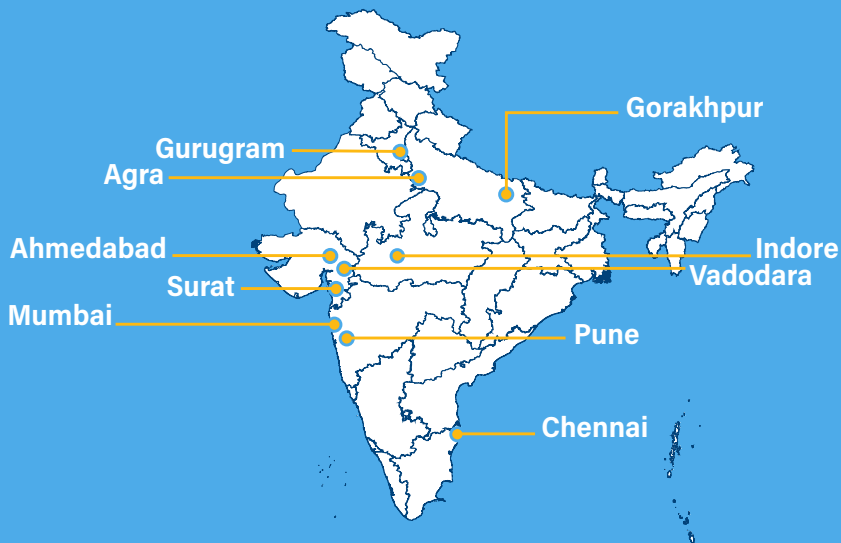 Gorakhpur
Gurugram
Agra
Ahmedabad
Indore
Vadodara
Surat
Mumbai
Pune
Chennai